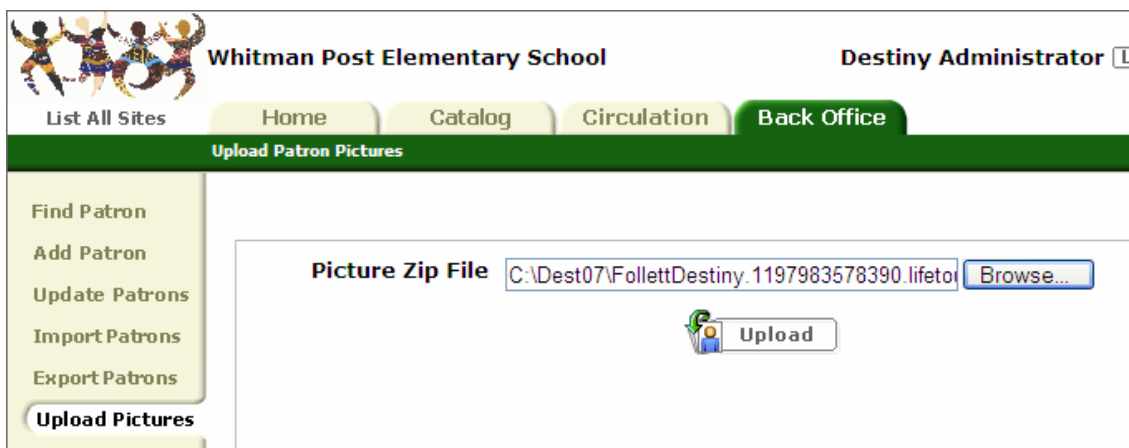 Whitman Post Elementary School
Destiny Administrator
List All Sites
Home
Catalog
Circulation
Back Office
Upload Patron Pictures
Find Patron
Add Patron
Update Patrons
Import Patrons
Export Patrons
Upload Pictures
Picture Zip File C:\Dest07\FollettDestiny.1197983578390.lifetou Browse...
Upload